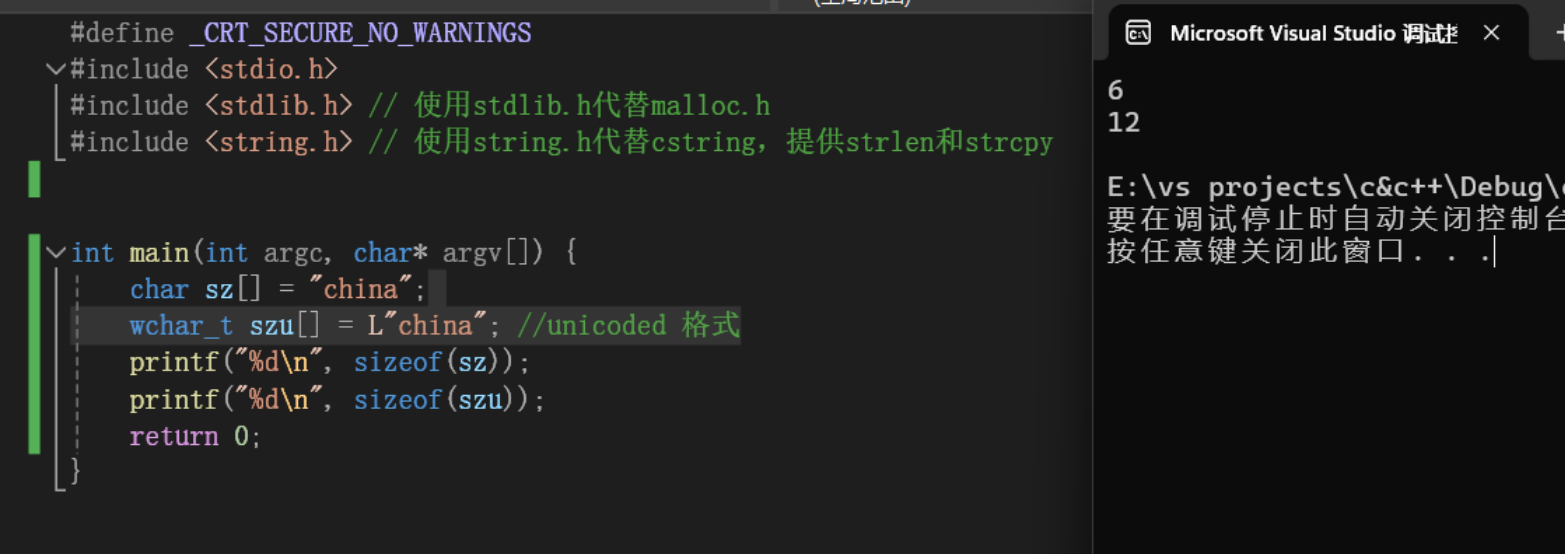 #define _CRT_SECURE_NO_WARNINGS
#include <stdio.h>
#include <stdlib.h> // 使用stdlib.h代替malloc.h
#include <string.h> // 使用string.h代替cstring，提供strlen和strcpy
int main(int argc, char* argv[]) {
char sz[] = "china";
wchar_t szu[] = L"china"; //unicoded 格式
printf("%d\n", sizeof(sz));
printf("%d\n", sizeof(szu));
return 0;
}
Microsoft Visual Studio 调试
6
12
E:\vs projects\c&c++\Debug\
要在调试停止时自动关闭控制台
按任意键关闭此窗口. . .